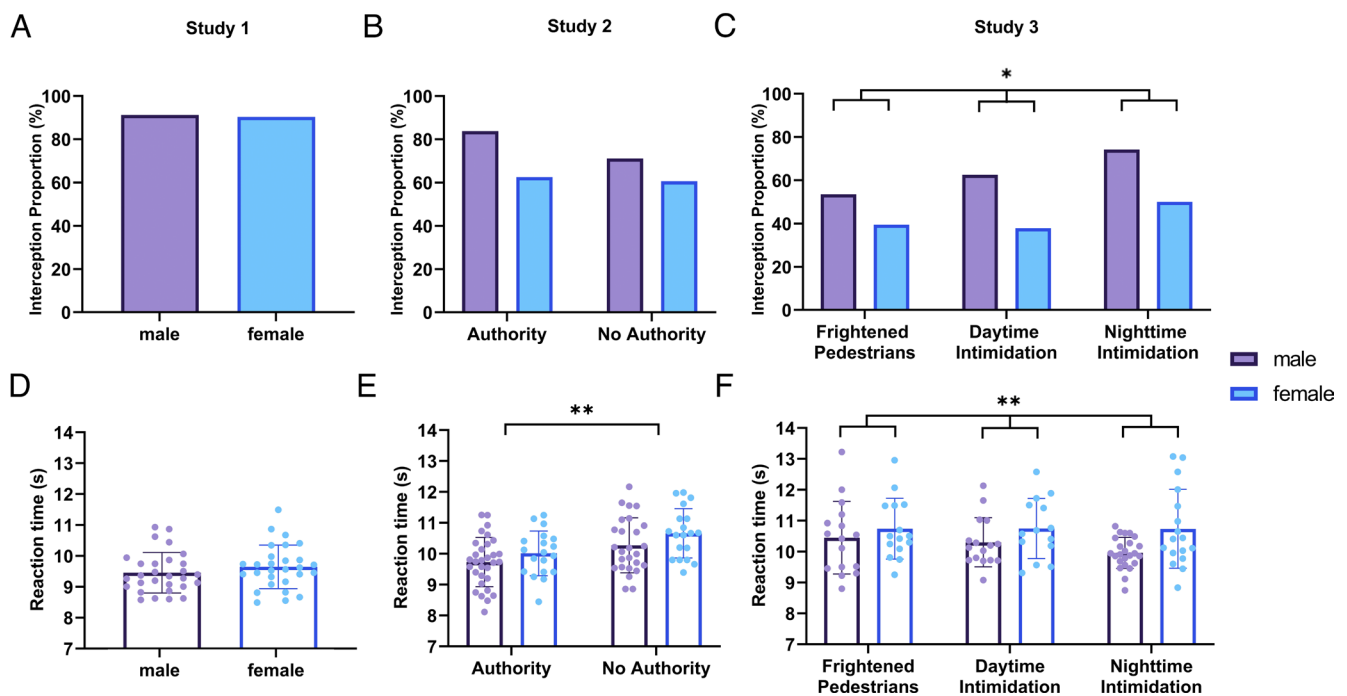 A
Study 1
Interception Proportion (%)
100
80
60
40
20
0
male
female
B
Study 2
Interception Proportion (%)
100
80
60
40
20
0
Authority
No Authority
C
Study 3
Interception Proportion (%)
100
80
60
40
20
0
*
Frightened
Pedestrians
Daytime
Intimidation
Nighttime
Intimidation
male
female
D
Reaction time (s)
14
13
12
11
10
9
8
7
male
female
E
Reaction time (s)
14
13
12
11
10
9
8
7
**
Authority
No Authority
F
Reaction time (s)
14
13
12
11
10
9
8
7
**
Frightened
Pedestrians
Daytime
Intimidation
Nighttime
Intimidation